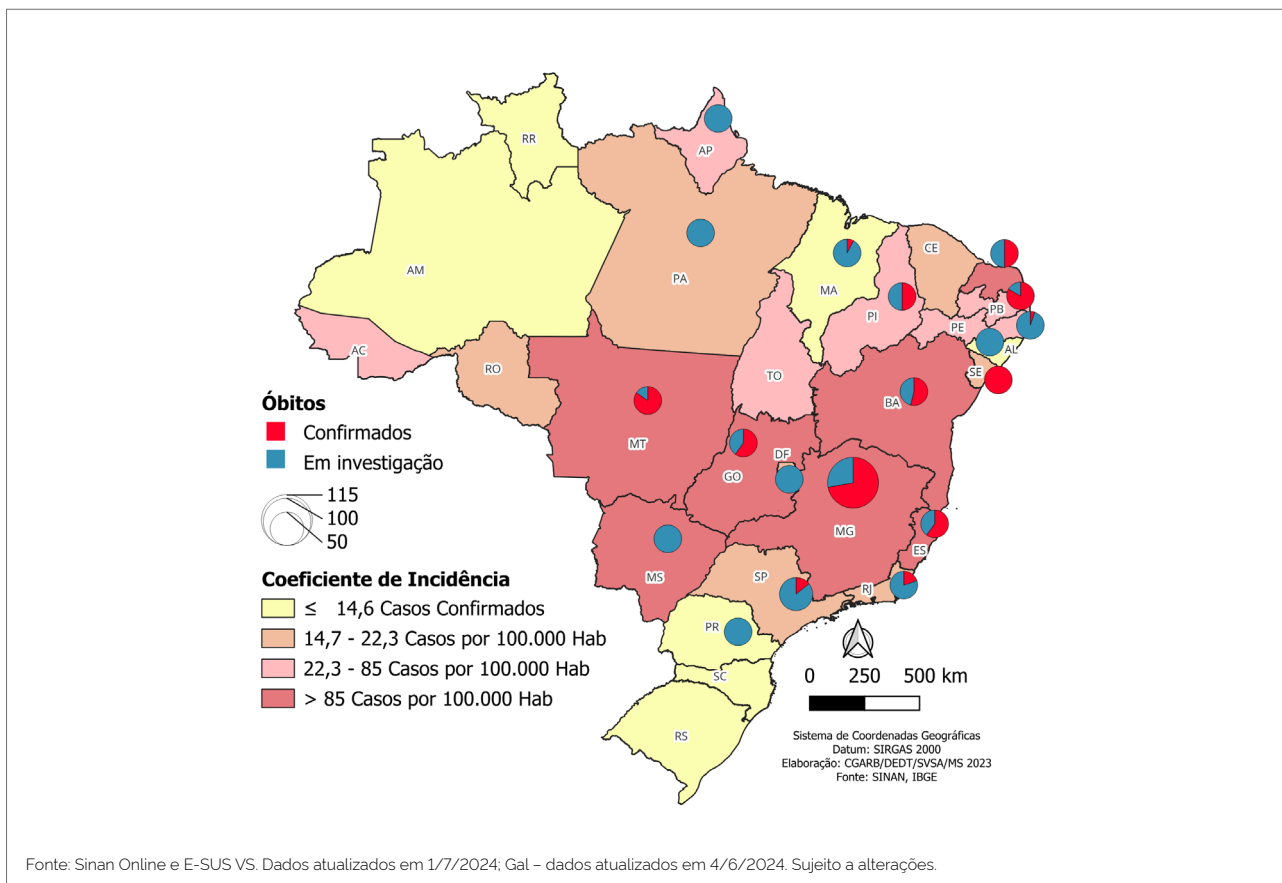 RR
AP
AM
PA
MA
CE
PI
PB
PE
AL
SE
AC
RO
TO
BA
MT
GO
DF
MG
ES
MS
SP
RJ
PR
SC
RS
Óbitos
Confirmados
Em investigação
115
100
50
Coeficiente de Incidência
≤ 14,6 Casos Confirmados
14,7 - 22,3 Casos por 100.000 Hab
22,3 - 85 Casos por 100.000 Hab
> 85 Casos por 100.000 Hab
0 250 500 km
Sistema de Coordenadas Geográficas
Datum: SIRGAS 2000
Elaboração: CGARB/DEDT/SVSA/MS 2023
Fonte: SINAN, IBGE
Fonte: Sinan Online e E-SUS VS. Dados atualizados em 1/7/2024; Gal – dados atualizados em 4/6/2024. Sujeito a alterações.